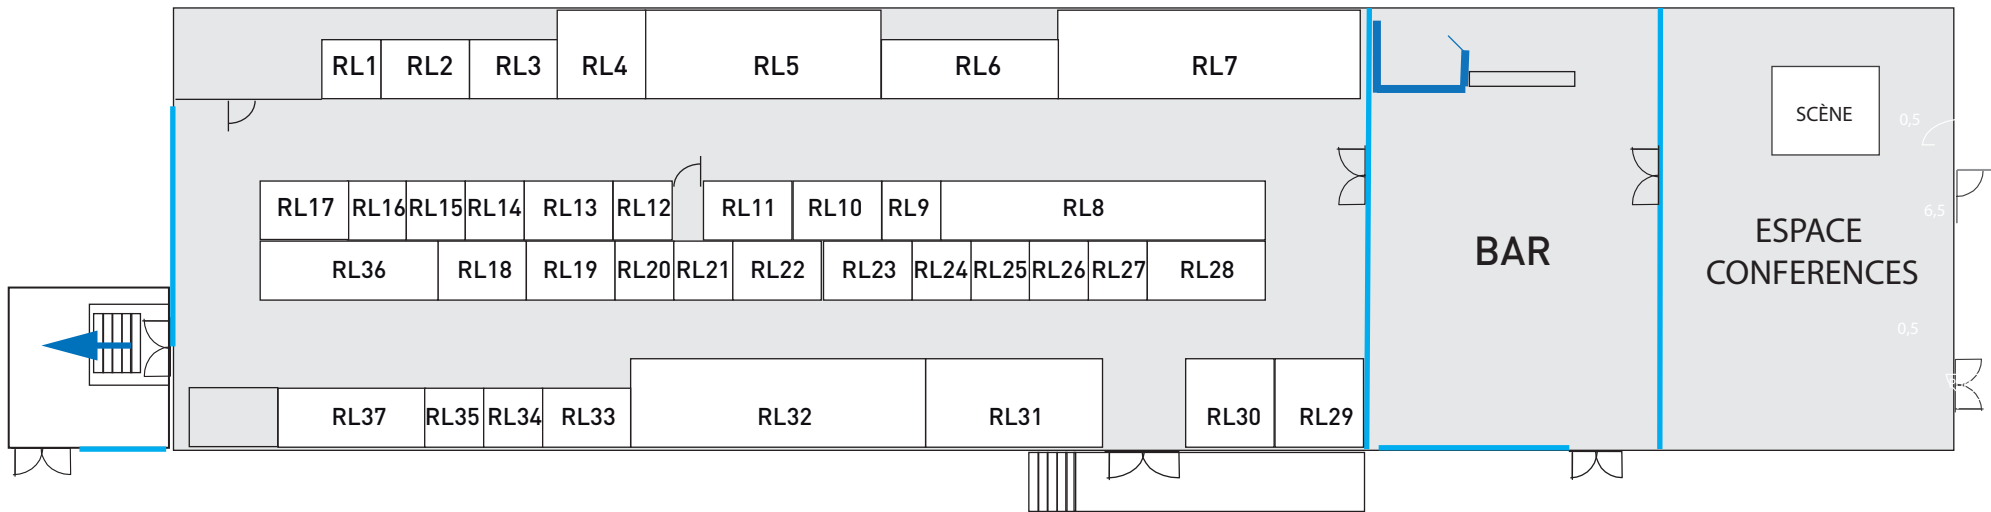 RL1 RL2 RL3 RL4 RL5 RL6 RL7
SCÈNE
0,5
RL17 RL16 RL15 RL14 RL13 RL12 RL11 RL10 RL9 RL8
6,5
BAR
ESPACE
CONFERENCES
RL36 RL18 RL19 RL20 RL21 RL22 RL23 RL24 RL25 RL26 RL27 RL28
0,5
RL37 RL35 RL34 RL33 RL32 RL31 RL30 RL29